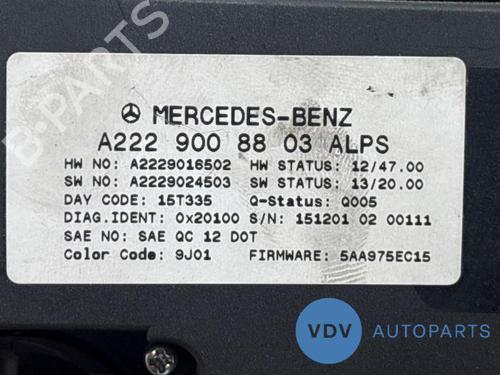 MERCEDES-BENZ
A222 900 88 03 ALPS
HW NO: A2229016502 HW STATUS: 12/47.00
SW NO: A2229024503 SW STATUS: 13/20.00
DAY CODE: 15T335 Q-Status: Q005
DIAG.IDENT: 0x20100 S/N: 151201 02 00111
SAE NO: SAE QC 12 DOT
Color Code: 9J01 FIRMWARE: 5AA975EC15
B-PARTS
VDV AUTOPARTS